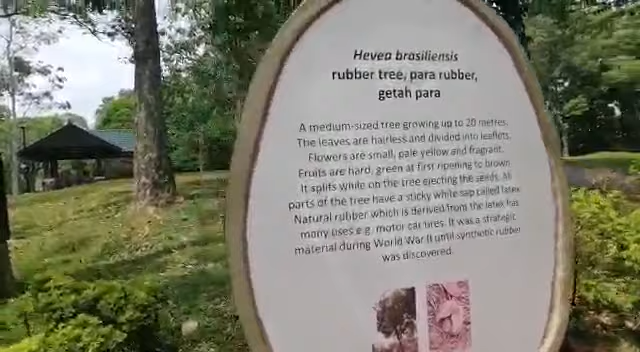 Hevea brasiliensis
rubber tree, para rubber,
getah para
A medium-sized tree growing up to 20 metres.
The leaves are hairless and divided into leaflets.
Flowers are small, pale yellow and fragrant.
Fruits are hard, green at first ripening to brown.
It splits while on the tree ejecting the seeds. All
parts of the tree have a sticky white sap called latex.
Natural rubber which is derived from the latex has
many uses e.g. motor car tires. It was a strategic
material during World War II until synthetic rubber
was discovered.